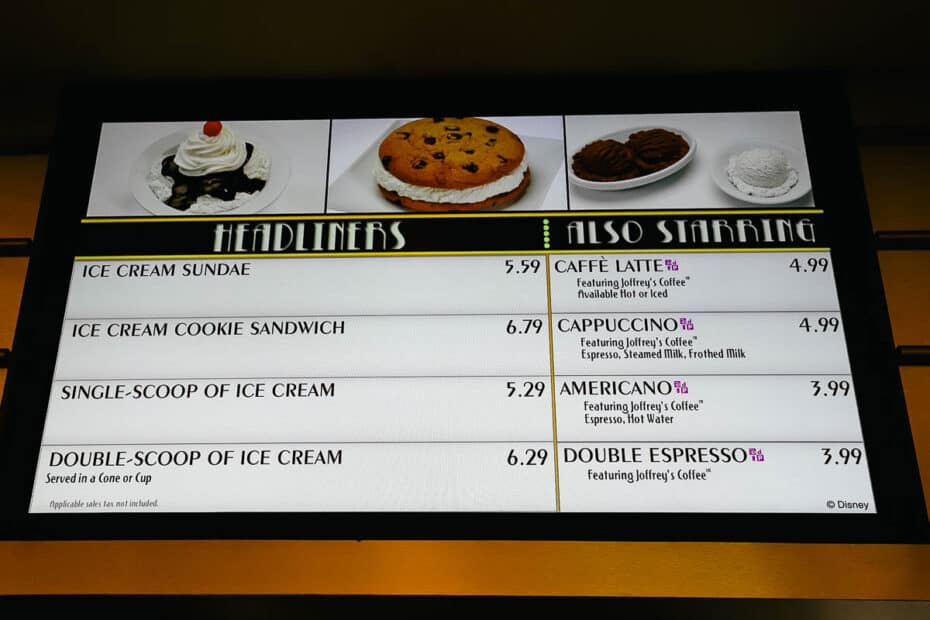 HEADLINERS
ICE CREAM SUNDAE 5.59
ICE CREAM COOKIE SANDWICH 6.79
SINGLE-SCOOP OF ICE CREAM 5.29
DOUBLE-SCOOP OF ICE CREAM 6.29
Served in a Cone or Cup
Applicable sales tax not included.
ALSO STARRING
CAFFÈ LATTE 4.99
Featuring Joffrey's Coffee™
Available Hot or Iced
CAPPUCCINO 4.99
Featuring Joffrey's Coffee™
Espresso, Steamed Milk, Frothed Milk
AMERICANO 3.99
Featuring Joffrey's Coffee™
Espresso, Hot Water
DOUBLE ESPRESSO 3.99
Featuring Joffrey's Coffee™
© Disney